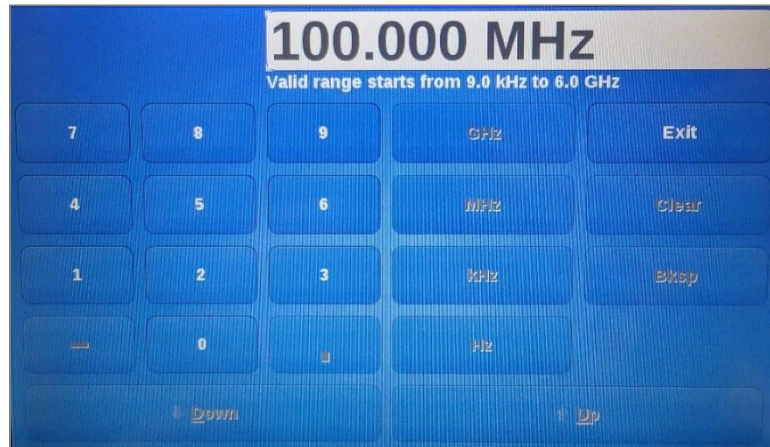 100.000 MHz
Valid range starts from 9.0 kHz to 6.0 GHz
7 8 9 GHz Exit
4 5 6 MHz Clear
1 2 3 kHz Bksp
- 0 . Hz
Down Up